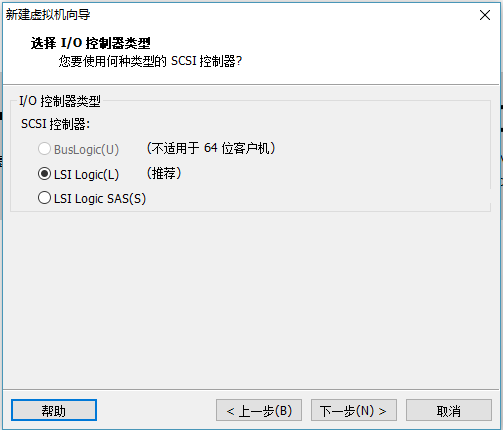 新建虚拟机向导
选择 I/O 控制器类型
您要使用何种类型的 SCSI 控制器?
I/O 控制器类型
SCSI 控制器:
BusLogic(U) (不适用于 64 位客户机)
LSI Logic(L) (推荐)
LSI Logic SAS(S)
帮助 < 上一步(B) 下一步(N) > 取消